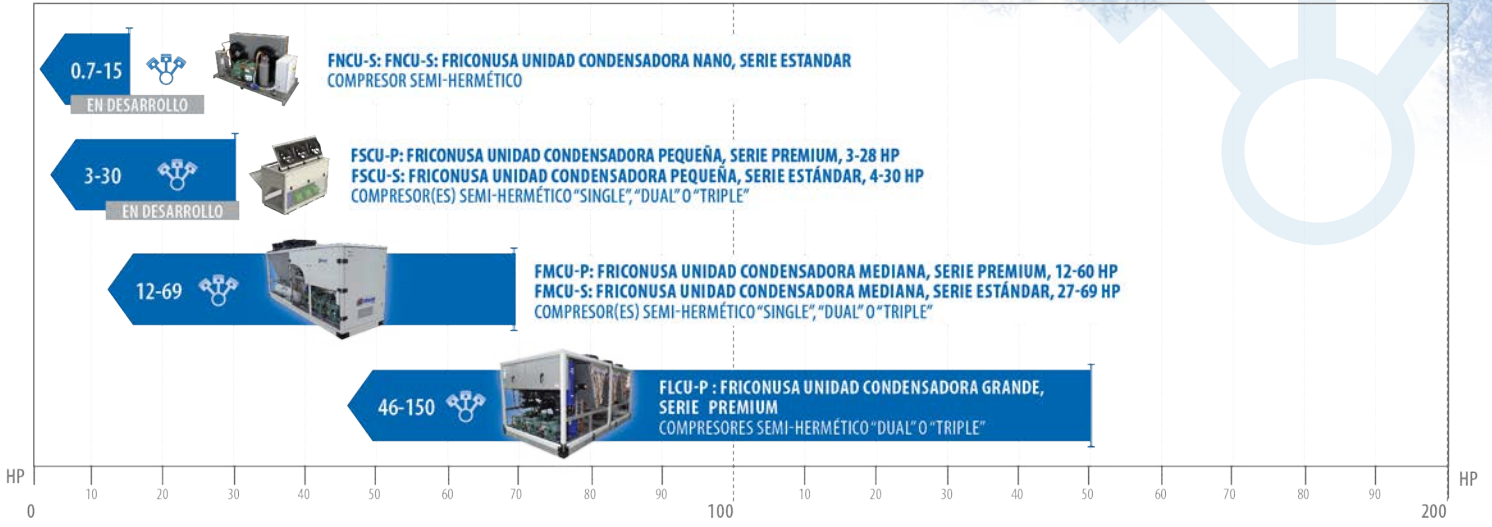 0.7-15
EN DESARROLLO
FNCU-S: FNCU-S: FRICONUSA UNIDAD CONDENSADORA NANO, SERIE ESTANDAR
COMPRESOR SEMI-HERMÉTICO
3-30
EN DESARROLLO
FSCU-P: FRICONUSA UNIDAD CONDENSADORA PEQUEÑA, SERIE PREMIUM, 3-28 HP
FSCU-S: FRICONUSA UNIDAD CONDENSADORA PEQUEÑA, SERIE ESTÁNDAR, 4-30 HP
COMPRESOR(ES) SEMI-HERMÉTICO "SINGLE", "DUAL" O "TRIPLE"
12-69
FMCU-P: FRICONUSA UNIDAD CONDENSADORA MEDIANA, SERIE PREMIUM, 12-60 HP
FMCU-S: FRICONUSA UNIDAD CONDENSADORA MEDIANA, SERIE ESTÁNDAR, 27-69 HP
COMPRESOR(ES) SEMI-HERMÉTICO "SINGLE", "DUAL" O "TRIPLE"
46-150
FLCU-P : FRICONUSA UNIDAD CONDENSADORA GRANDE,
SERIE PREMIUM
COMPRESORES SEMI-HERMÉTICO "DUAL" O "TRIPLE"
HP 10 20 30 40 50 60 70 80 90 10 20 30 40 50 60 70 80 90 HP
0 100 200